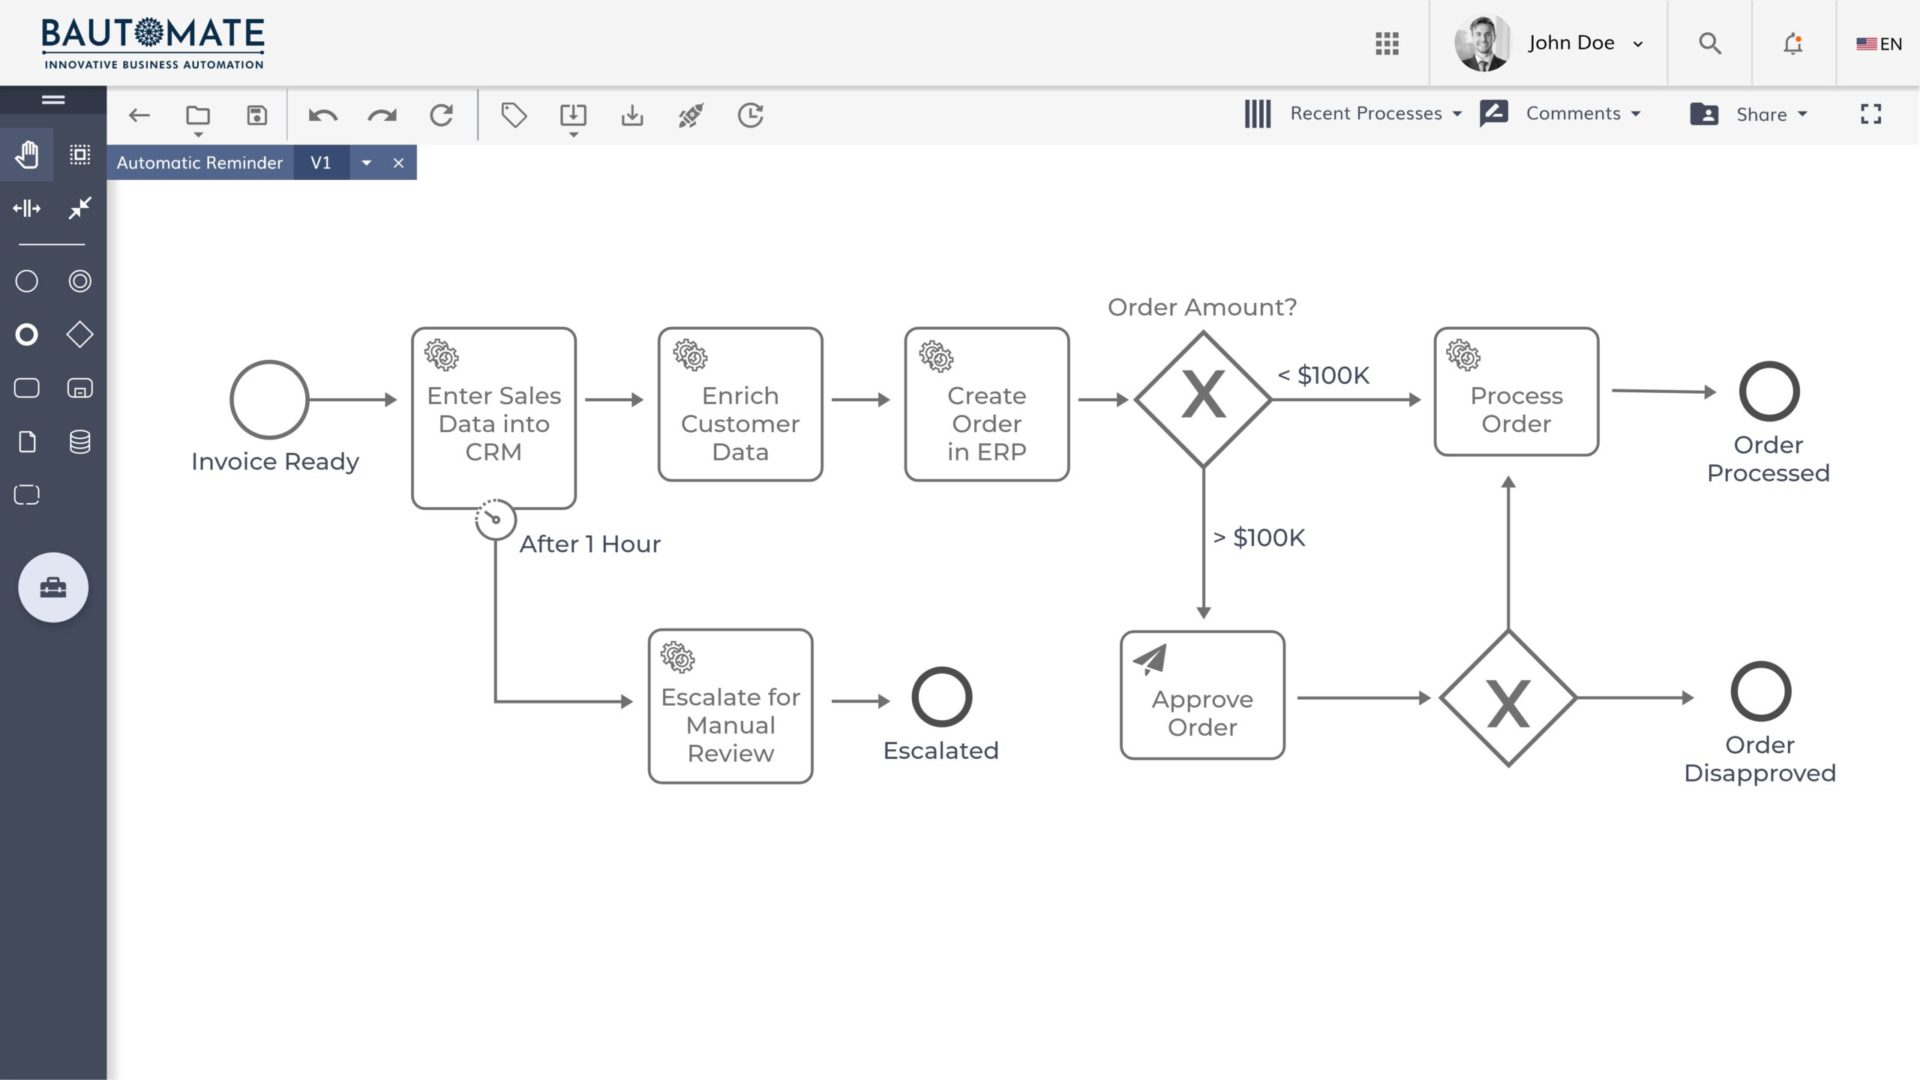 BAUTOMATE
INNOVATIVE BUSINESS AUTOMATION
John Doe
EN
Recent Processes
Comments
Share
Automatic Reminder
V1
Order Amount?
Invoice Ready
Enter Sales
Data into
CRM
Enrich
Customer
Data
Create
Order
in ERP
X
< $100K
Process
Order
Order
Processed
After 1 Hour
> $100K
Escalate for
Manual
Review
Escalated
Approve
Order
X
Order
Disapproved